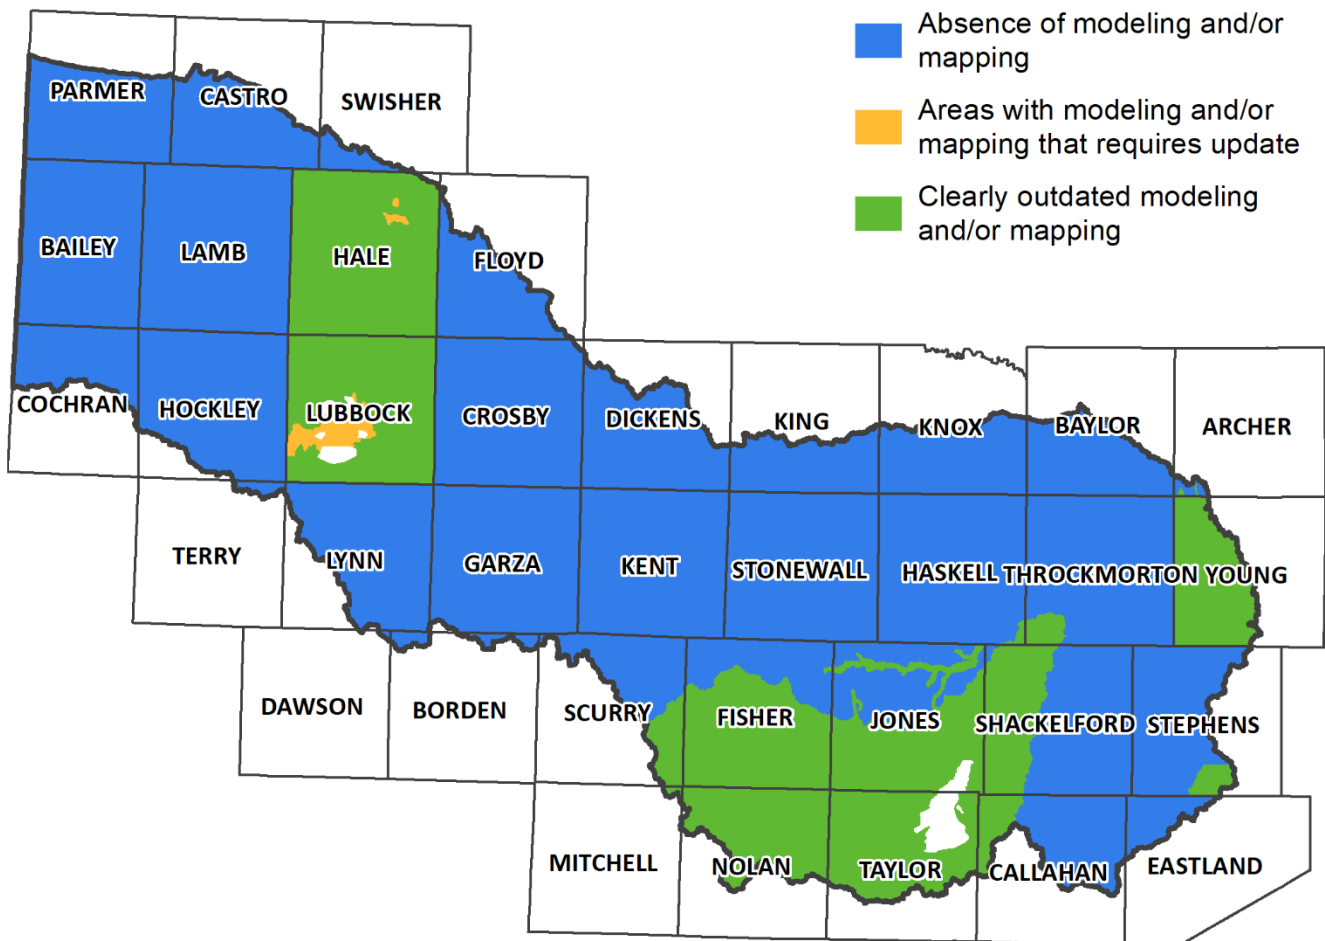 Absence of modeling and/or
mapping
Areas with modeling and/or
mapping that requires update
Clearly outdated modeling
and/or mapping
PARMER
CASTRO
SWISHER
BAILEY
LAMB
HALE
FLOYD
COCHRAN
HOCKLEY
LUBBOCK
CROSBY
DICKENS
KING
KNOX
BAYLOR
ARCHER
TERRY
LYNN
GARZA
KENT
STONEWALL
HASKELL
THROCKMORTON
YOUNG
DAWSON
BORDEN
SCURRY
FISHER
JONES
SHACKELFORD
STEPHENS
MITCHELL
NOLAN
TAYLOR
CALLAHAN
EASTLAND